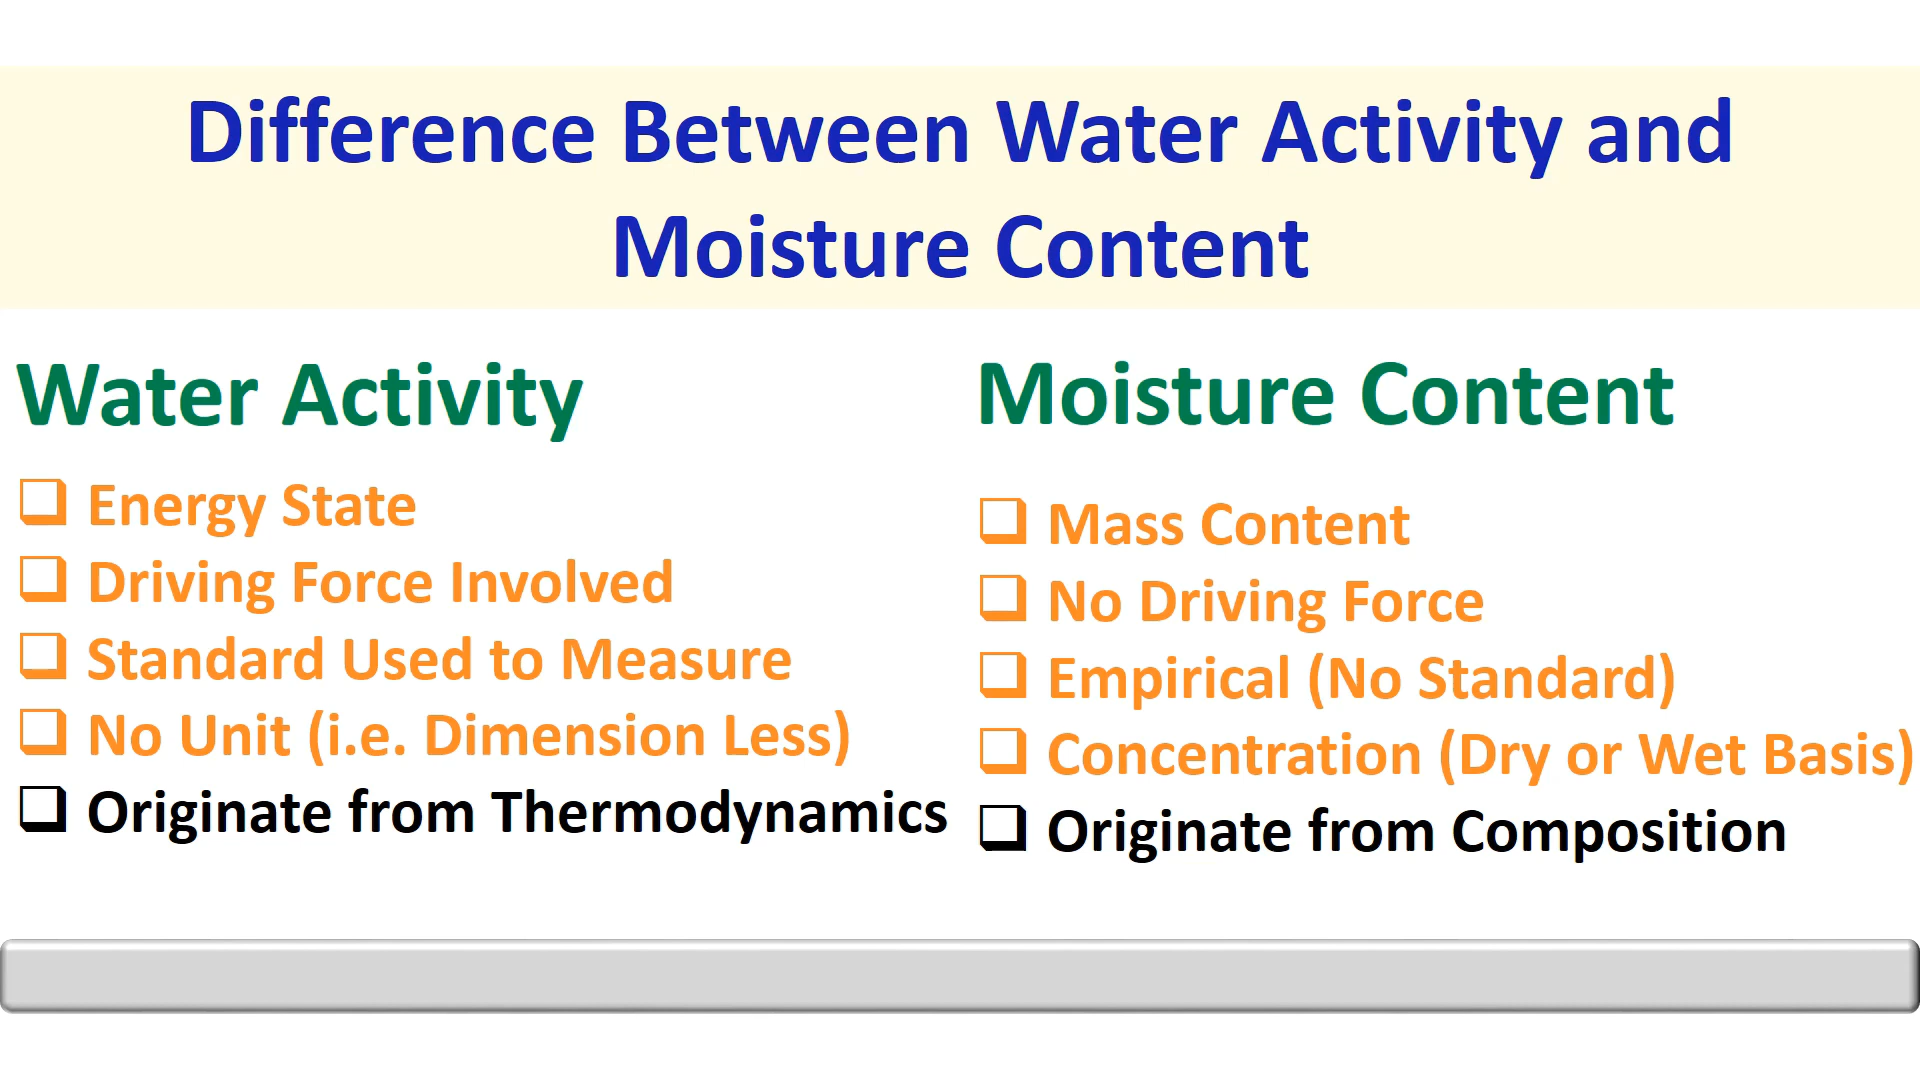 Difference Between Water Activity and
Moisture Content
Water Activity
Energy State
Driving Force Involved
Standard Used to Measure
No Unit (i.e. Dimension Less)
Originate from Thermodynamics
Moisture Content
Mass Content
No Driving Force
Empirical (No Standard)
Concentration (Dry or Wet Basis)
Originate from Composition